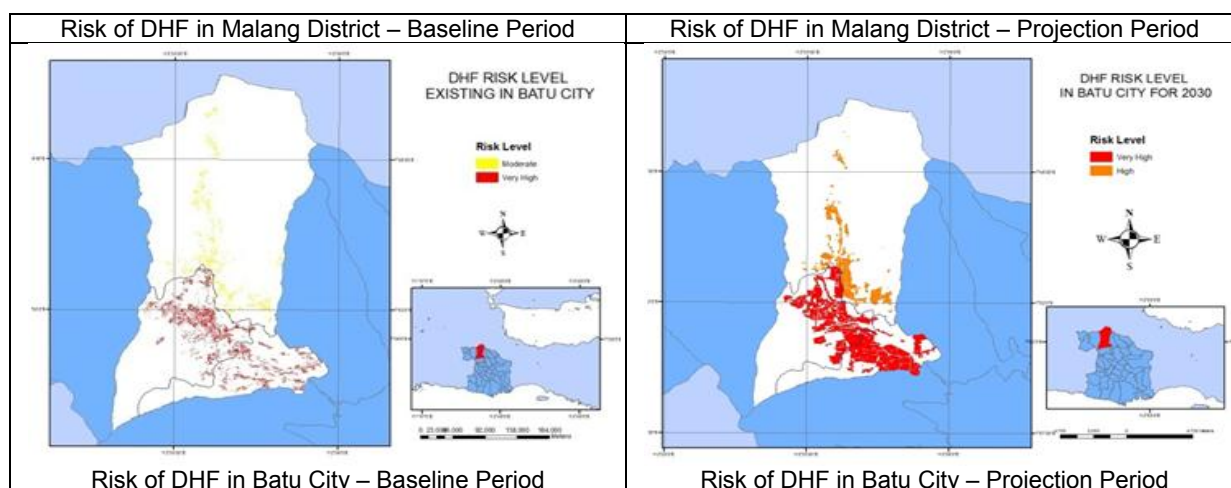 Risk of DHF in Malang District – Baseline Period
Risk of DHF in Malang District – Projection Period
DHF RISK LEVEL
EXISTING IN BATU CITY
Risk Level
Moderate
Very High
N
W E
S
DHF RISK LEVEL
IN BATU CITY FOR 2030
Risk Level
Very High
High
N
W E
S
Meters
Risk of DHF in Batu City – Baseline Period
Risk of DHF in Batu City – Projection Period